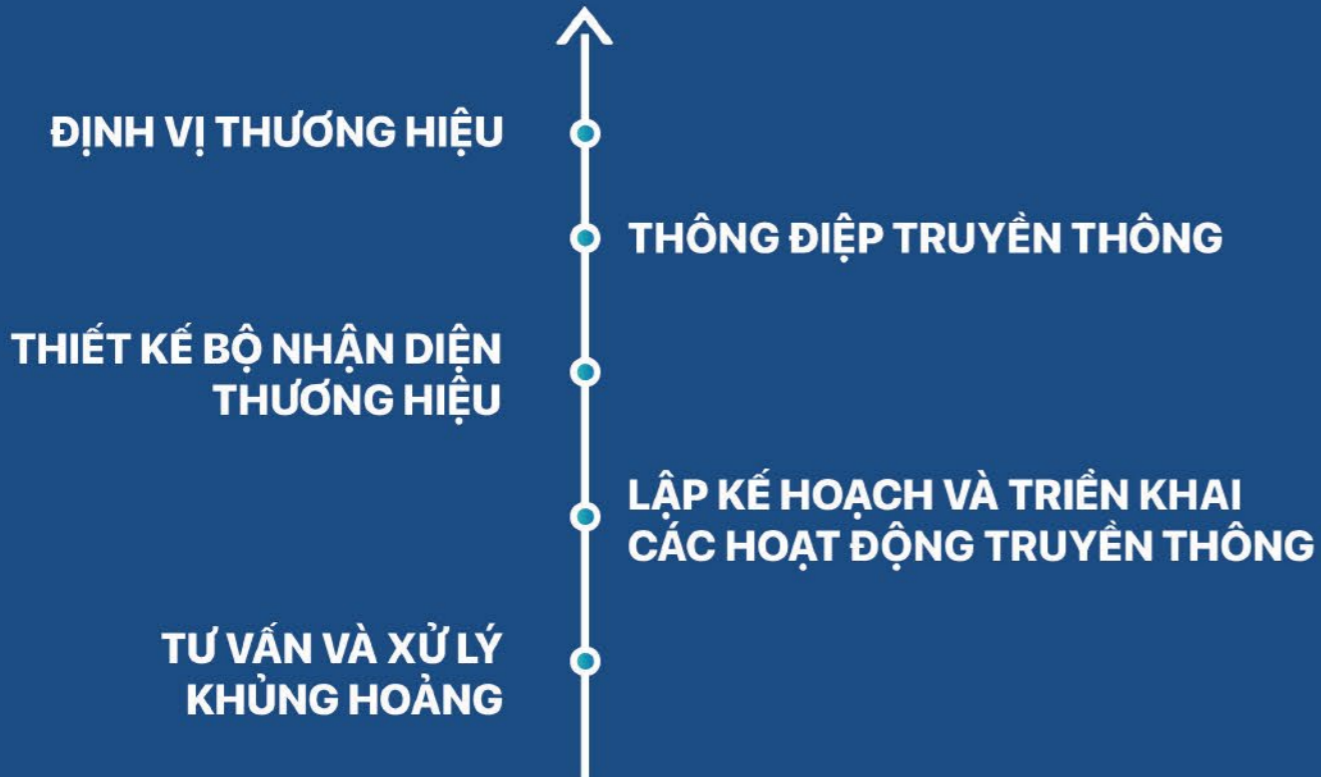 ĐỊNH VỊ THƯƠNG HIỆU
THÔNG ĐIỆP TRUYỀN THÔNG
THIẾT KẾ BỘ NHẬN DIỆN
THƯƠNG HIỆU
LẬP KẾ HOẠCH VÀ TRIỂN KHAI
CÁC HOẠT ĐỘNG TRUYỀN THÔNG
TƯ VẤN VÀ XỬ LÝ
KHỦNG HOẢNG